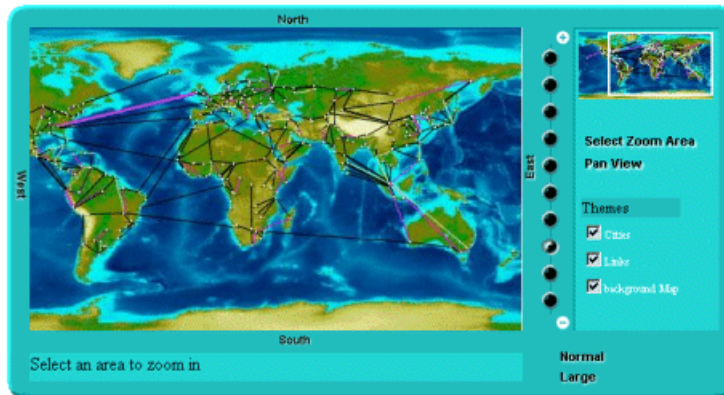 North
West
East
South
Select an area to zoom in
+
Select Zoom Area
Pan View
Themes
Cities
Links
background Map
−
Normal
Large